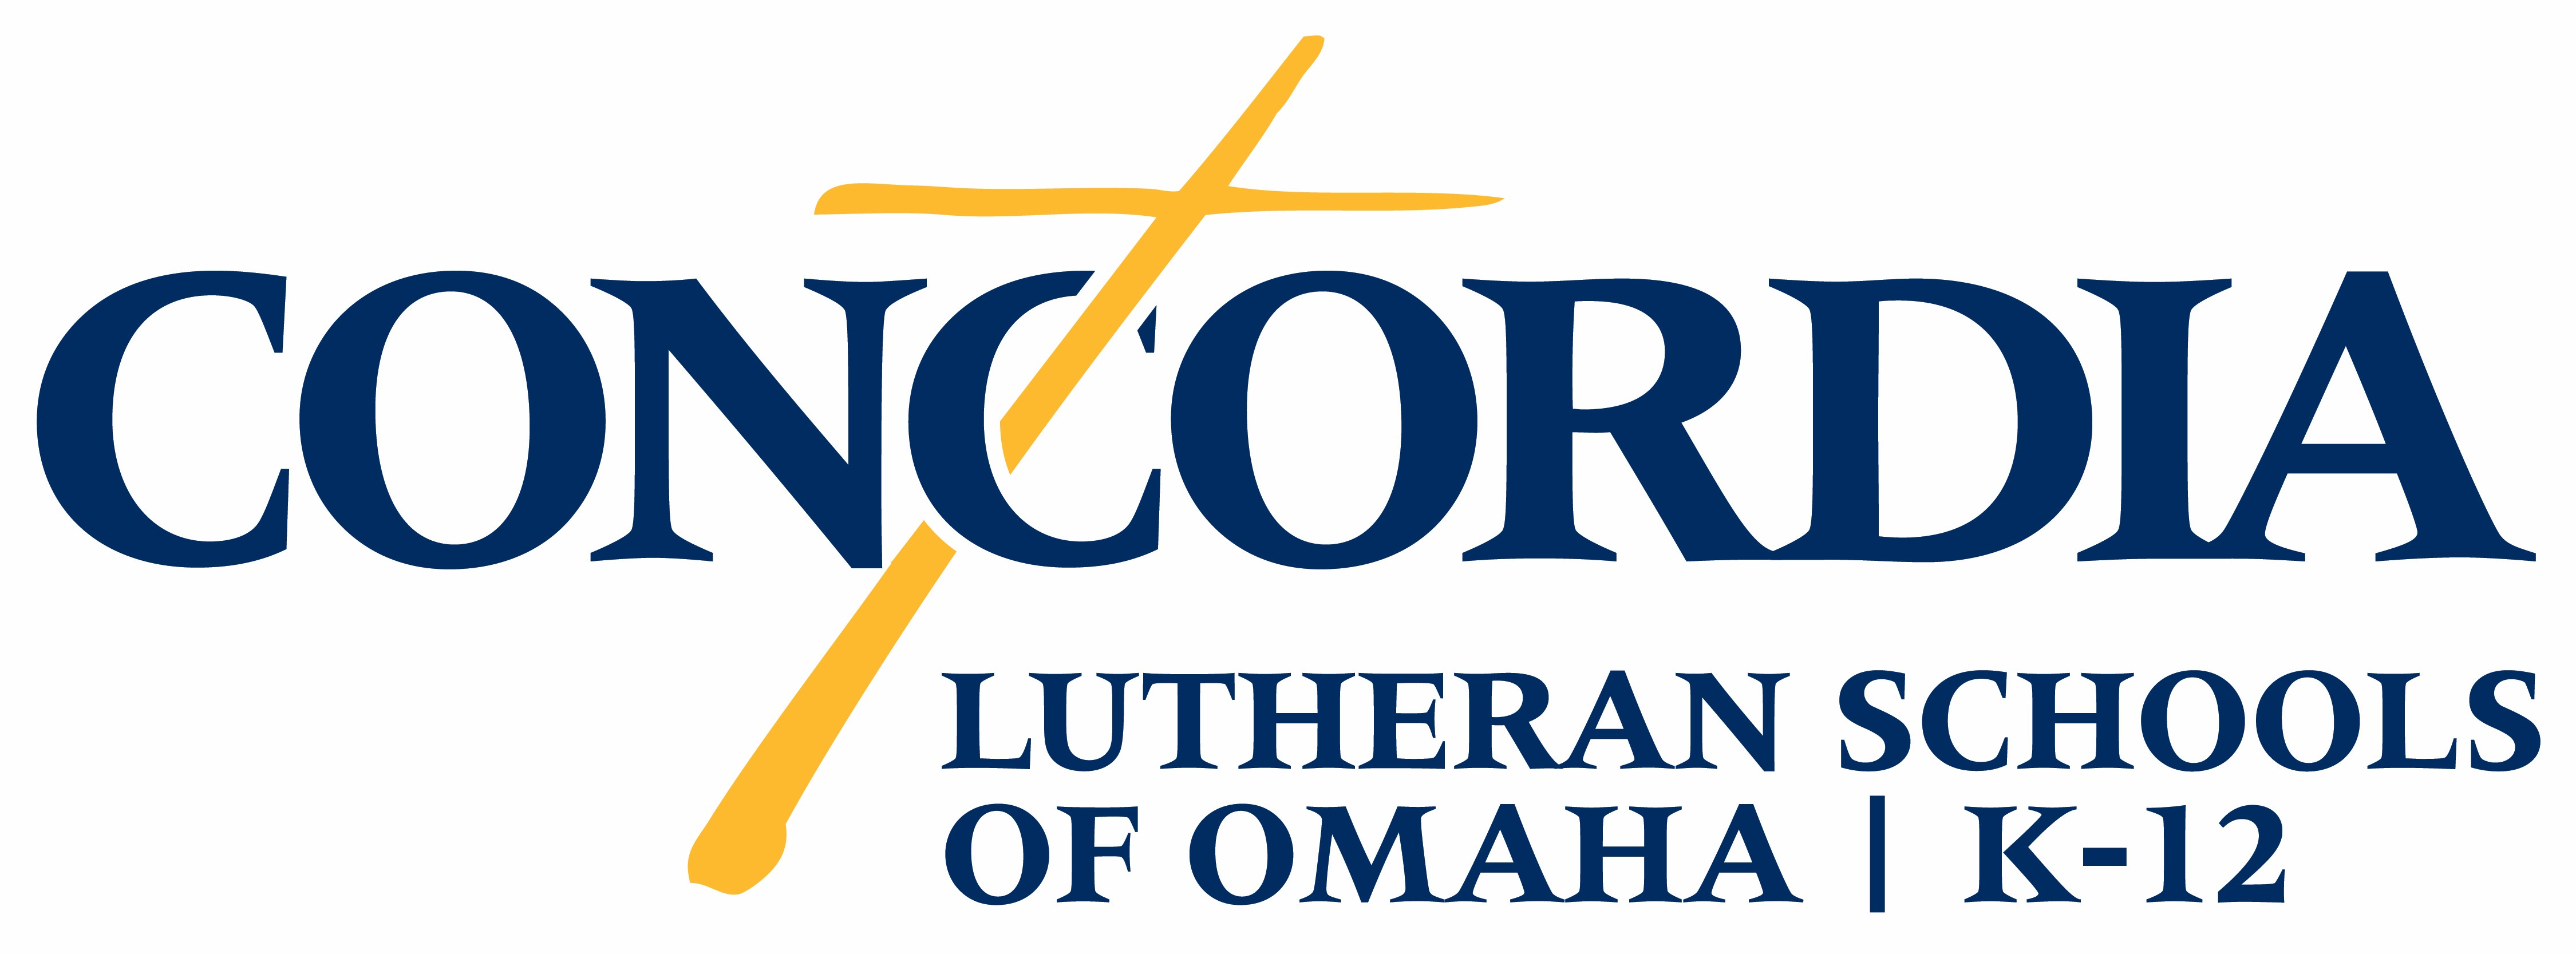 CONCORDIA
LUTHERAN SCHOOLS
OF OMAHA | K-12